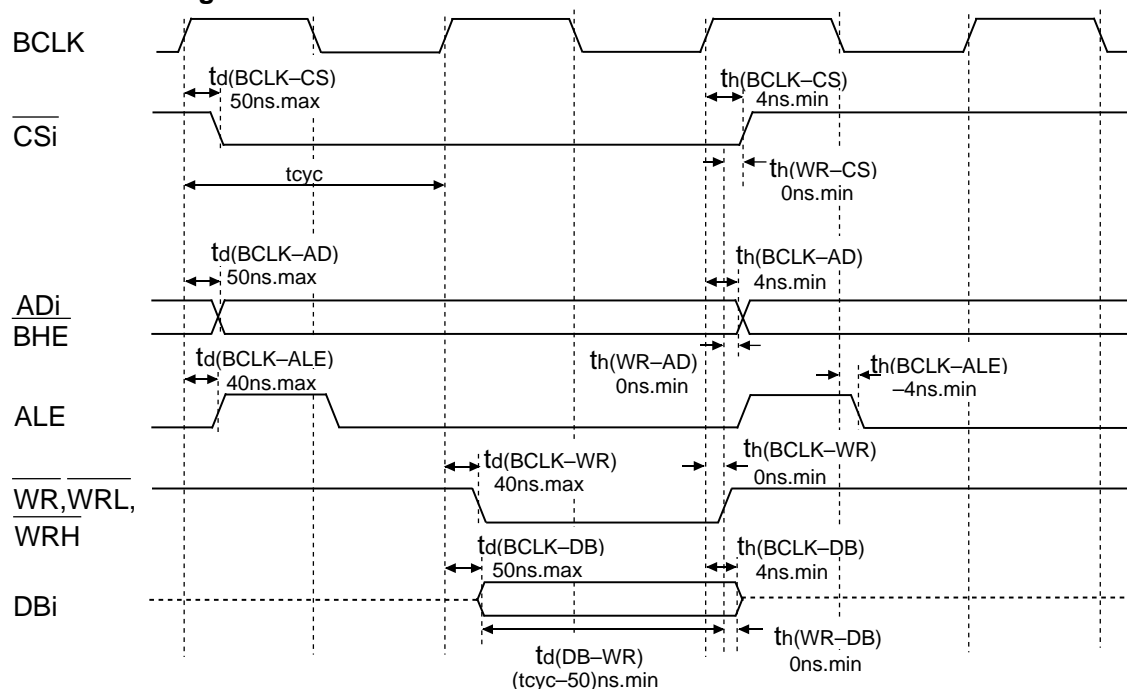 BCLK
td(BCLK–CS)
50ns.max
th(BCLK–CS)
4ns.min
CSi
th(WR–CS)
0ns.min
tcyc
td(BCLK–AD)
50ns.max
th(BCLK–AD)
4ns.min
ADi
BHE
td(BCLK–ALE)
40ns.max
th(WR–AD)
0ns.min
th(BCLK–ALE)
–4ns.min
ALE
td(BCLK–WR)
40ns.max
th(BCLK–WR)
0ns.min
WR,WRL,
WRH
td(BCLK–DB)
50ns.max
th(BCLK–DB)
4ns.min
DBi
td(DB–WR)
(tcyc–50)ns.min
th(WR–DB)
0ns.min